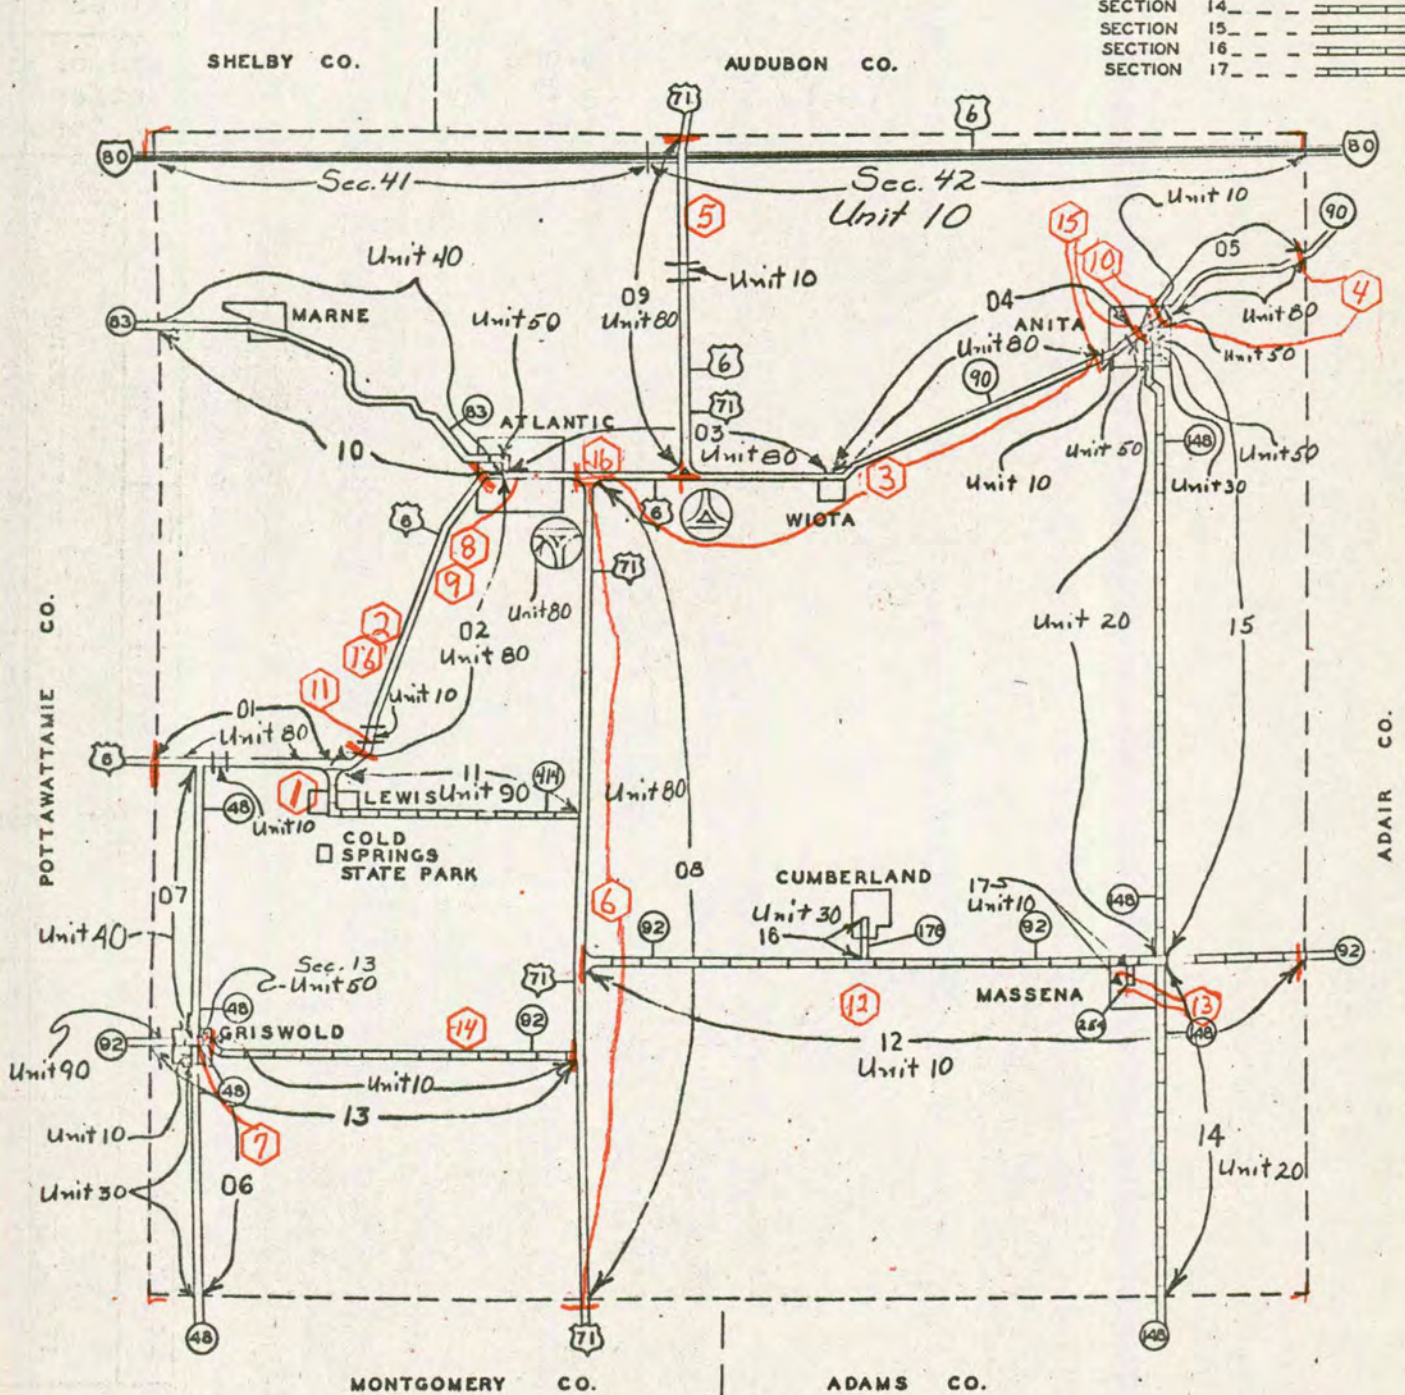 SECTION 14
SECTION 15
SECTION 16
SECTION 17
SHELBY CO.
AUDUBON CO.
71
6
80
80
Sec. 41
Sec. 42
Unit 10
Unit 10
15
10
05
90
5
4
Unit 40
09
Unit 10
04
83
MARNE
Unit 50
Unit 80
ANITA
Unit 80
Unit 80
Unit 50
6
90
83
ATLANTIC
71
03
Unit 80
148
10
16
3
Unit 50
Unit 50
Unit 10
Unit 30
6
6
WIOTA
8
9
71
Unit 80
POTTAWATTAMIE CO.
2
16
02
Unit 80
Unit 20
15
11
Unit 10
01
Unit 80
6
ADAIR CO.
1
11
414
LEWIS
Unit 90
Unit 80
48
Unit 10
COLD
SPRINGS
STATE PARK
07
08
CUMBERLAND
17
Unit 10
148
6
Unit 30
16
92
176
92
Unit 40
92
Sec. 13
Unit 50
71
MASSENA
48
GRISWOLD
14
92
12
13
148
92
12
Unit 10
Unit 90
Unit 10
48
13
Unit 10
7
14
Unit 20
Unit 30
06
48
71
148
MONTGOMERY CO.
ADAMS CO.